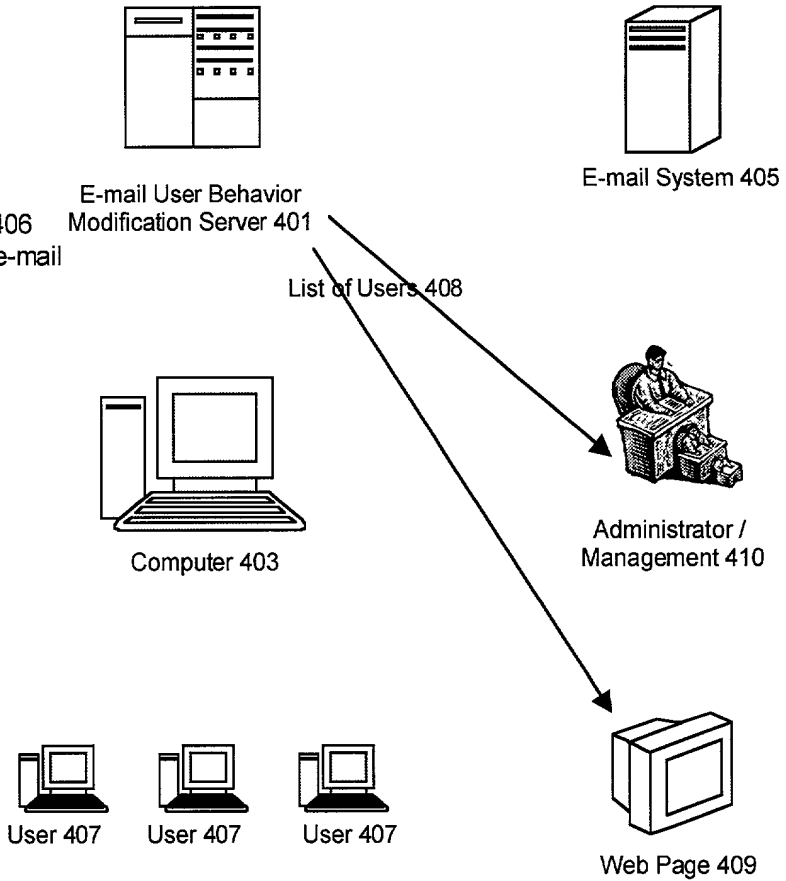 E-mail User Behavior
Modification Server 401
E-mail System 405
406
e-mail
List of Users 408
Computer 403
Administrator /
Management 410
User 407
User 407
User 407
Web Page 409